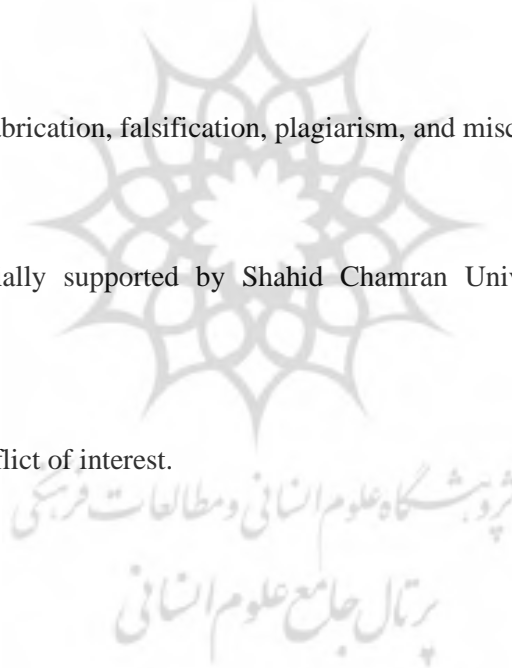 abrication, falsification, plagiarism, and misc
ially supported by Shahid Chamran Univ
flict of interest.
پژوهشگاه علوم انسانی و مطالعات فرهنگی
پرتال جامع علوم انسانی